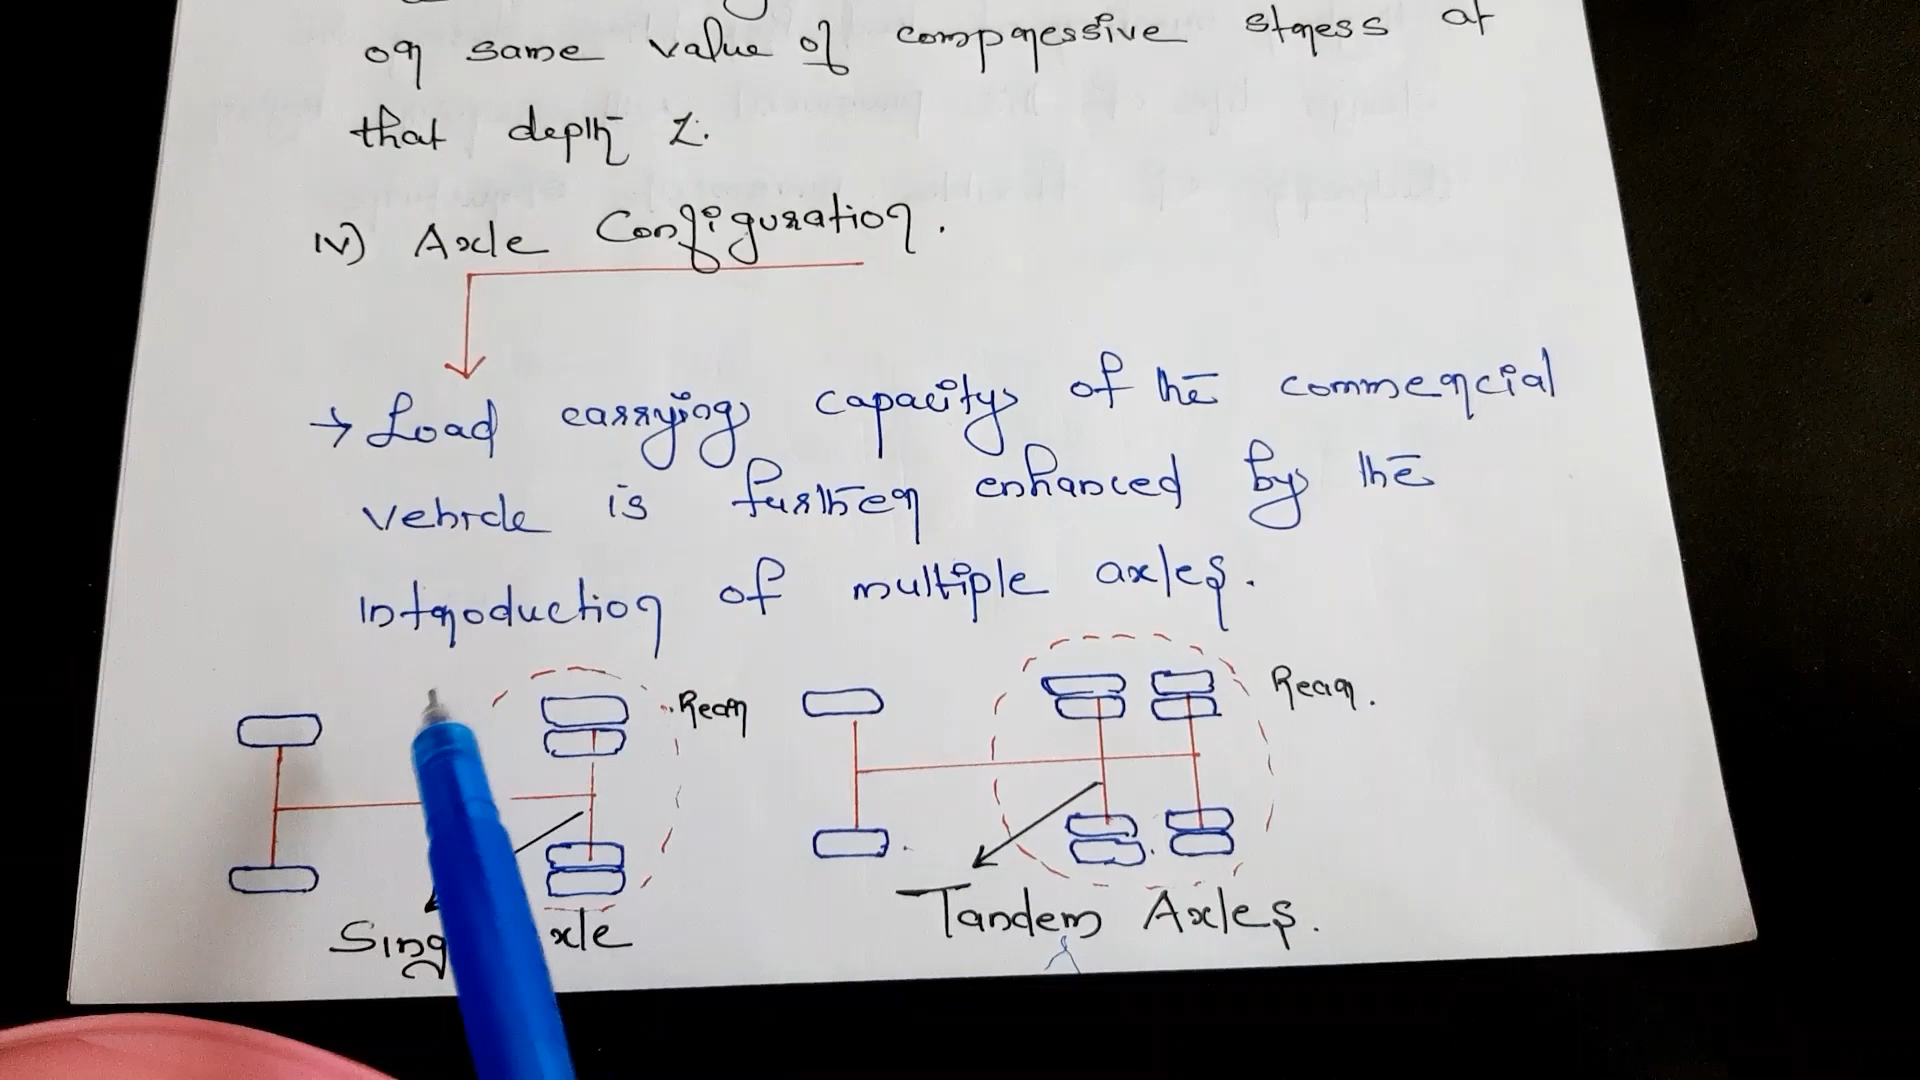 or same value of compressive stress at
that depth Z.
iv) Axle Configuration.
→ Load carrying capacity of the commercial
vehicle is further enhanced by the
introduction of multiple axles.
Rear
Rear.
Tandem Axles.